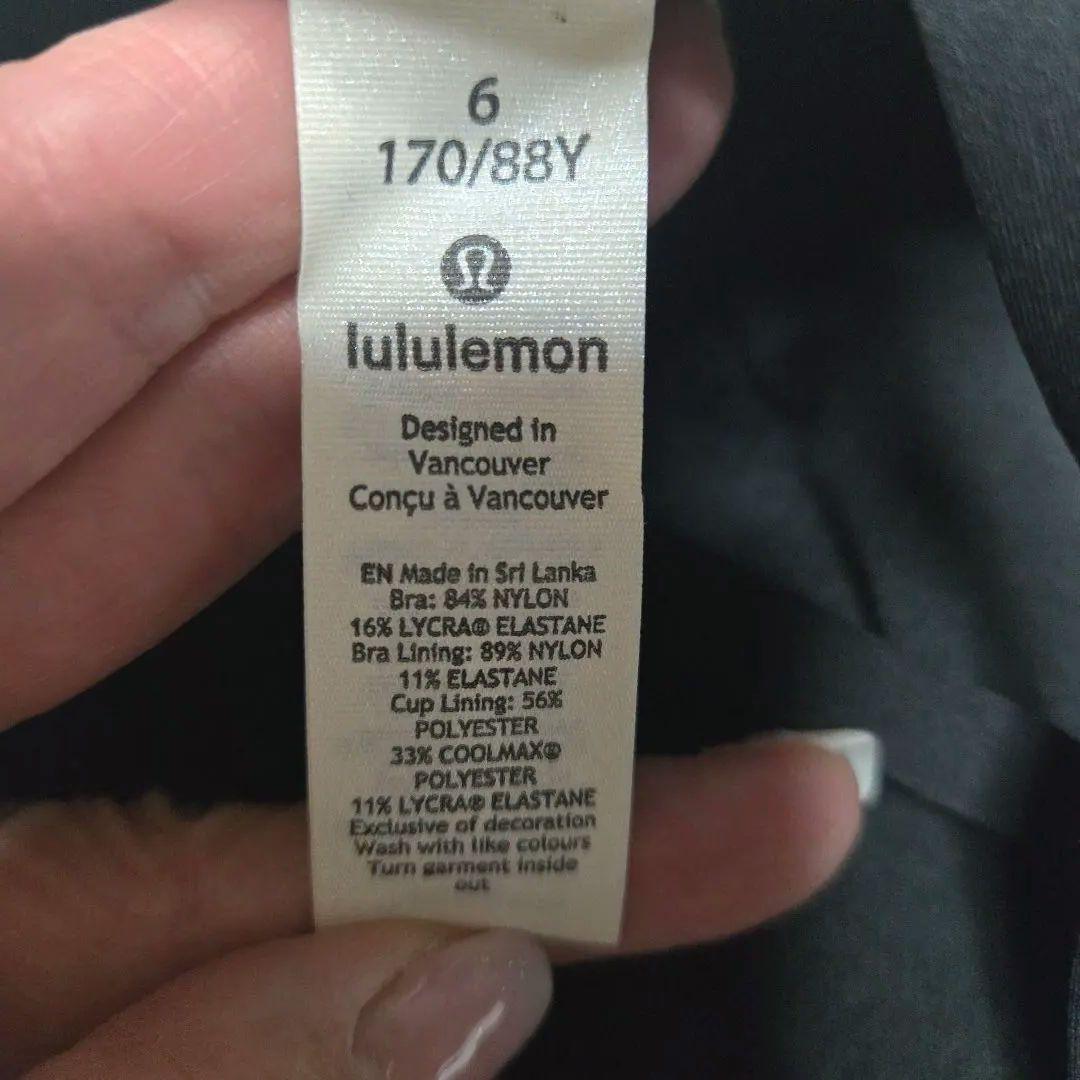 6
170/88Y
lululemon
Designed in
Vancouver
Conçu à Vancouver
EN Made in Sri Lanka
Bra: 84% NYLON
16% LYCRA® ELASTANE
Bra Lining: 89% NYLON
11% ELASTANE
Cup Lining: 56%
POLYESTER
33% COOLMAX®
POLYESTER
11% LYCRA® ELASTANE
Exclusive of decoration
Wash with like colours
Turn garment inside
out